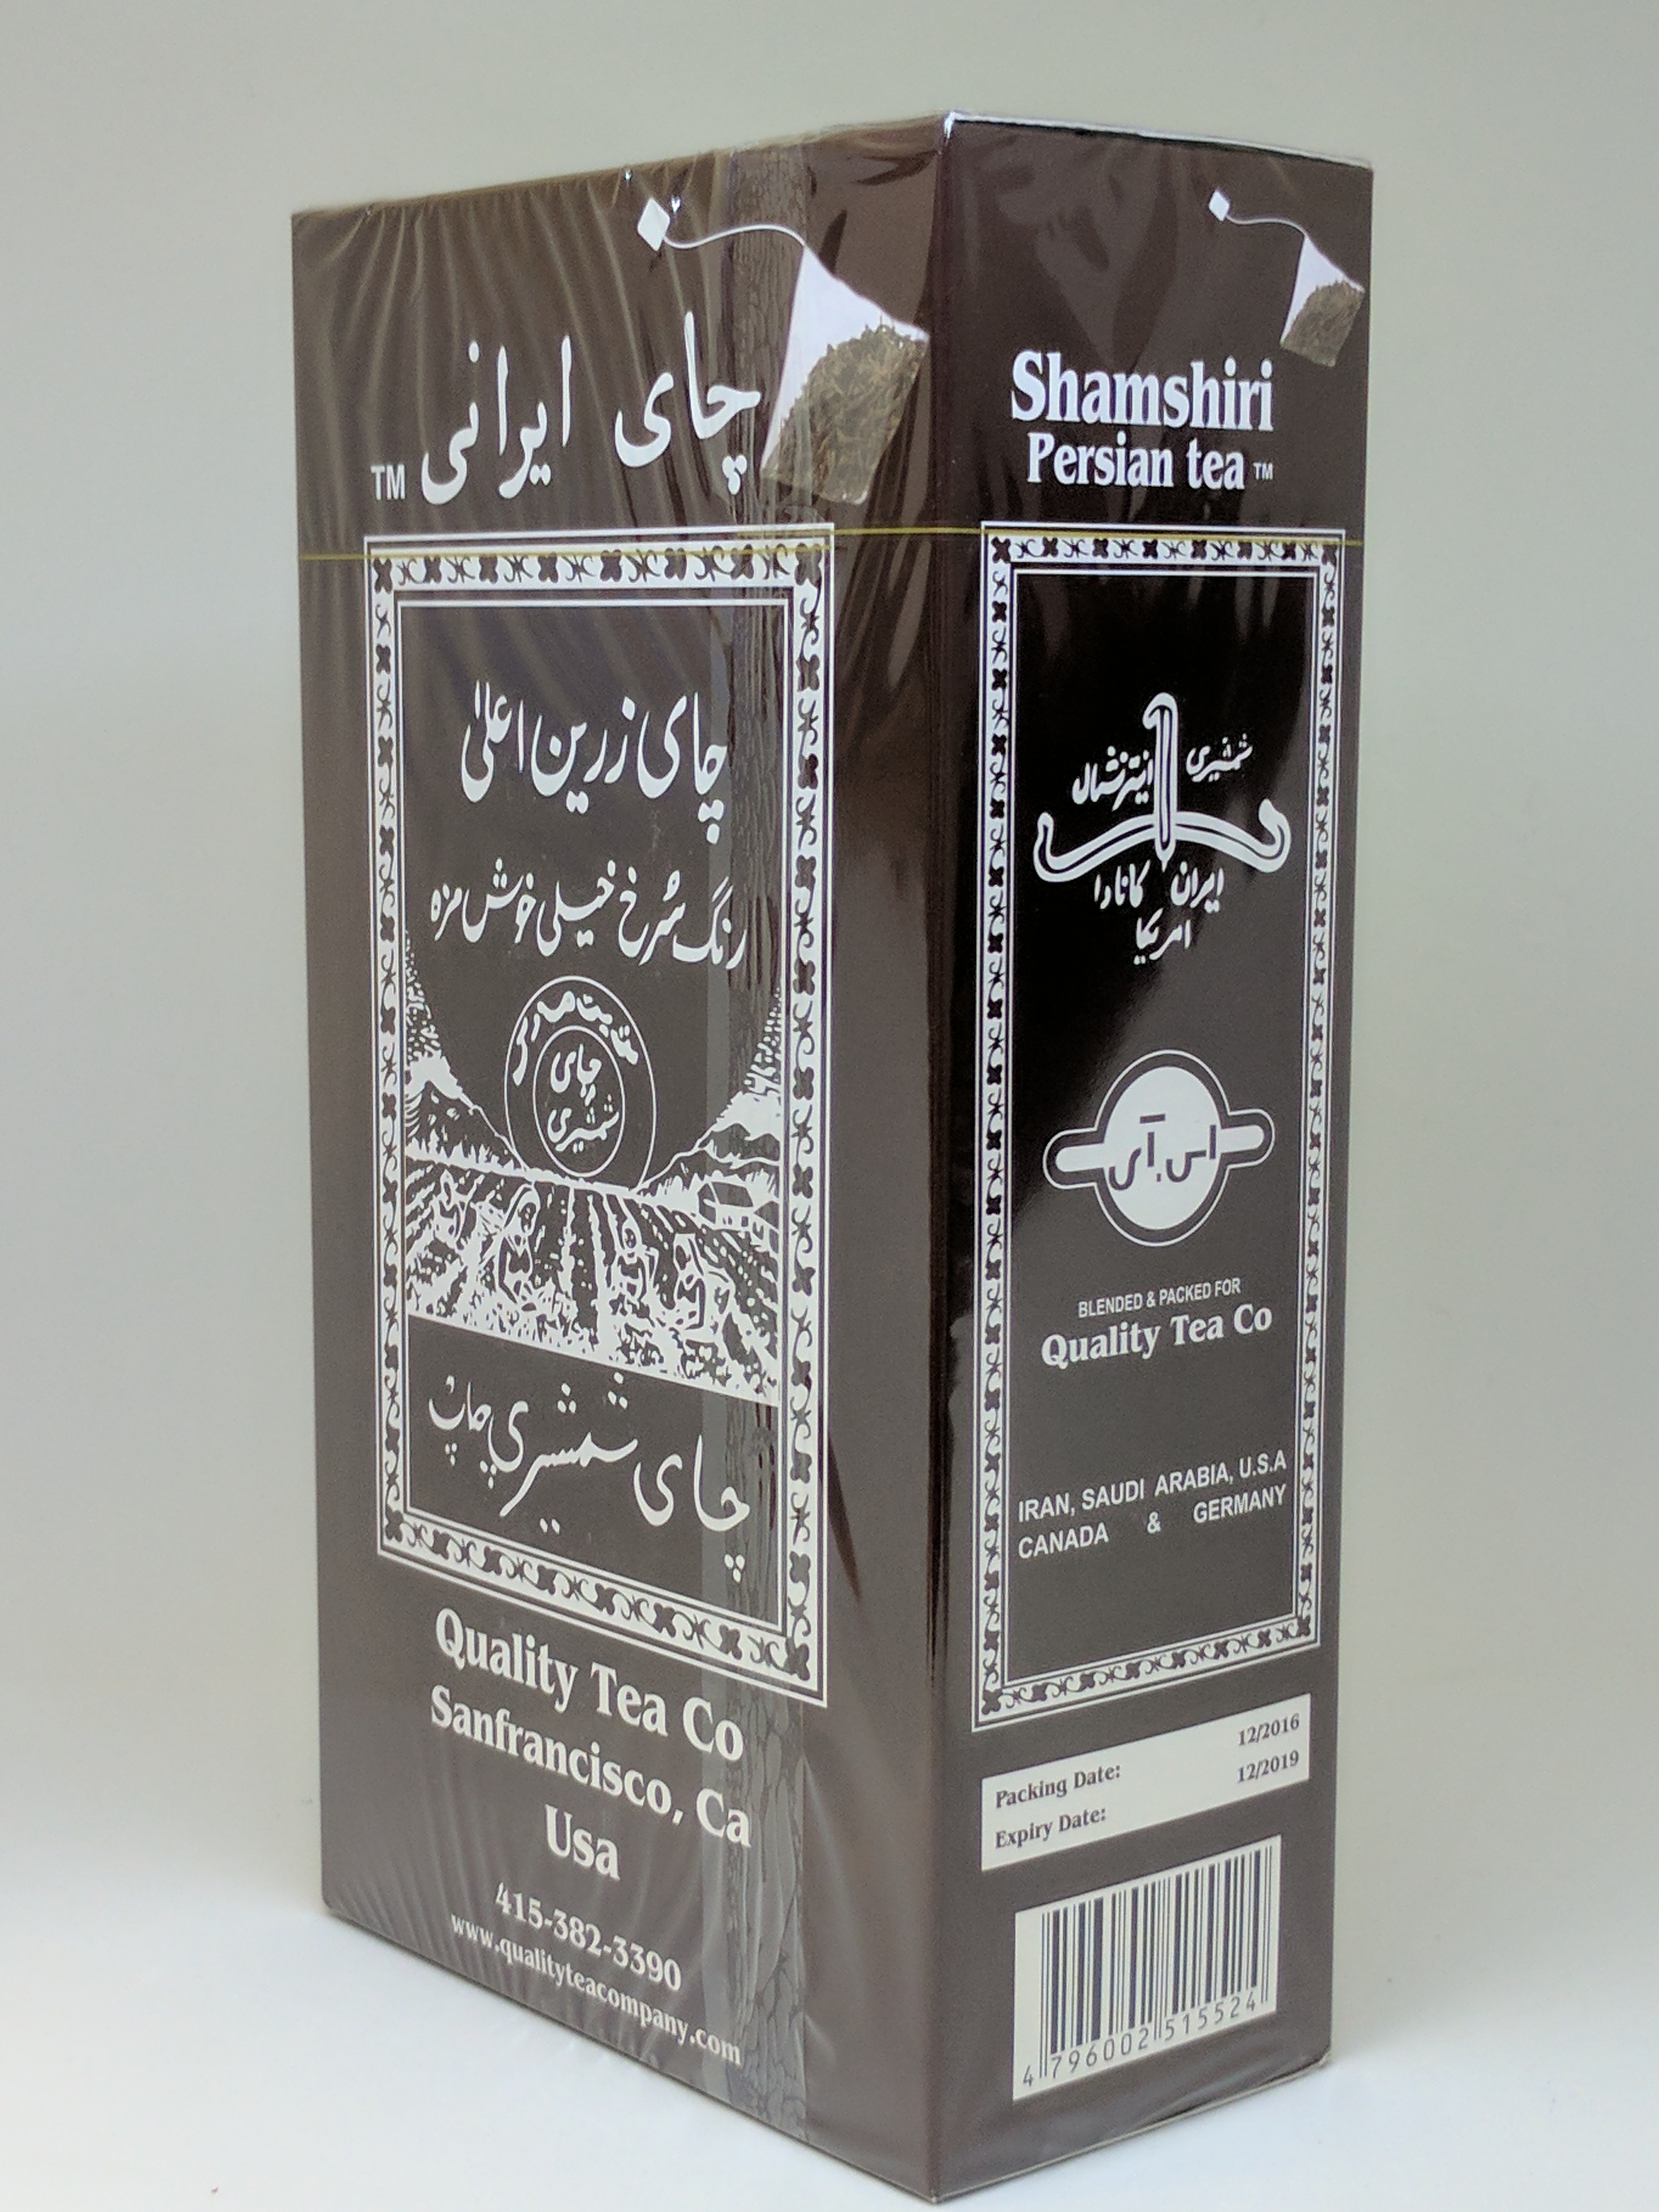 چای ایرانی
TM
چای زرین اعلیٰ
رنگ سُرخ خیلی خوش مزه
چای
شمشیری
چای شمشیری چاپ
Quality Tea Co
Sanfrancisco, Ca
Usa
415-382-3390
www.qualityteacompany.com
Shamshiri
Persian tea TM
شمشیری انترنشنال
ایران کانادا
امریکا
اس.آی
BLENDED & PACKED FOR
Quality Tea Co
IRAN, SAUDI ARABIA, U.S.A
CANADA & GERMANY
Packing Date: 12/2016
Expiry Date: 12/2019
4 796002 515524